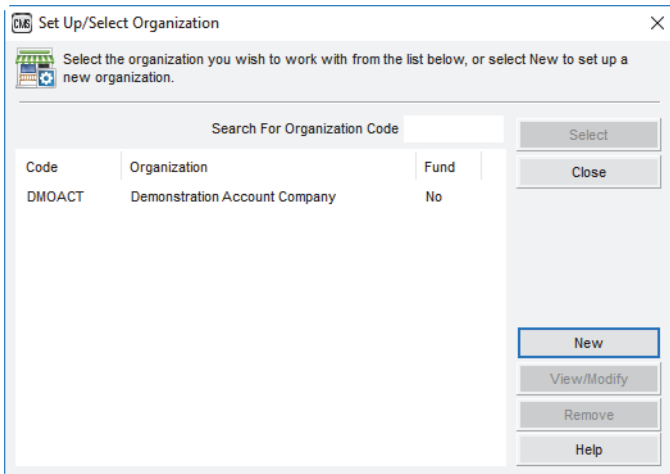 CMS Set Up/Select Organization
Select the organization you wish to work with from the list below, or select New to set up a
new organization.
Search For Organization Code
Select
Code Organization Fund
Close
DMOACT Demonstration Account Company No
New
View/Modify
Remove
Help